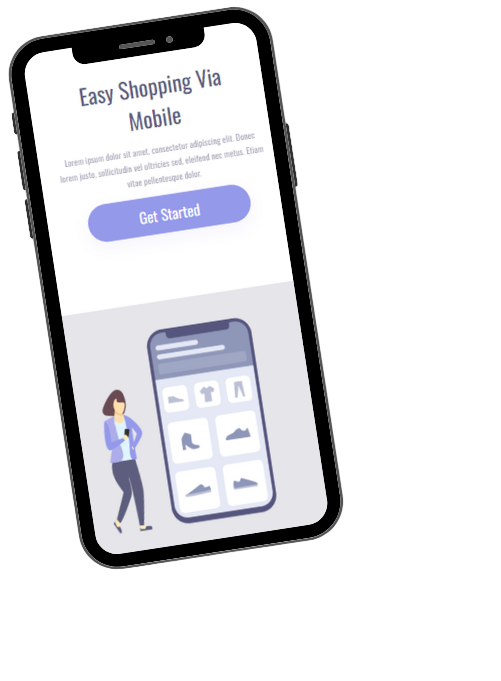 Easy Shopping Via
Mobile
Lorem ipsum dolor sit amet, consectetur adipiscing elit. Donec
lorem justo, sollicitudin vel ultricies sed, eleifend nec metus. Etiam
vitae pellentesque dolor.
Get Started